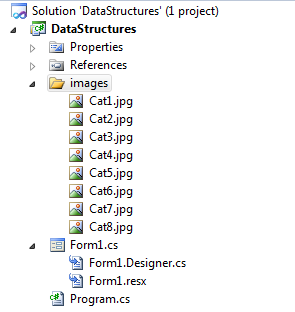 Solution 'DataStructures' (1 project)
DataStructures
Properties
References
images
Cat1.jpg
Cat2.jpg
Cat3.jpg
Cat4.jpg
Cat5.jpg
Cat6.jpg
Cat7.jpg
Cat8.jpg
Form1.cs
Form1.Designer.cs
Form1.resx
Program.cs